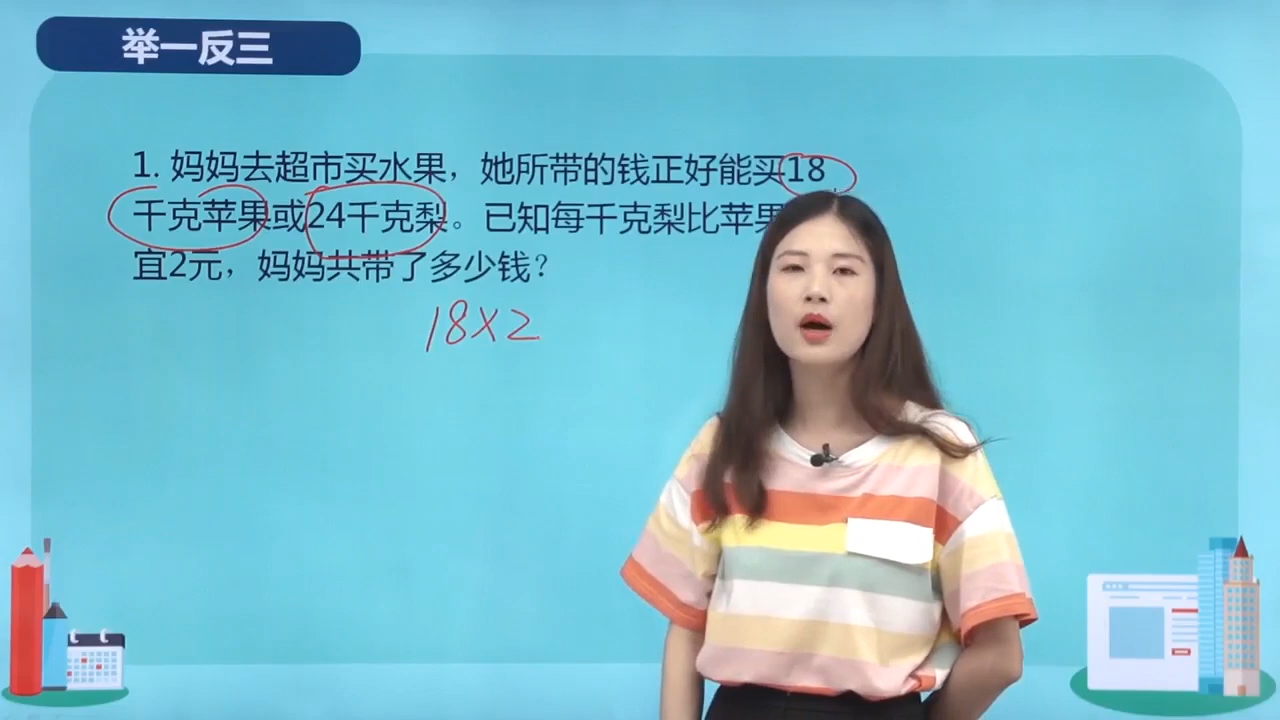 举一反三
1. 妈妈去超市买水果，她所带的钱正好能买18
千克苹果或24千克梨。已知每千克梨比苹果
宜2元，妈妈共带了多少钱？
18×2